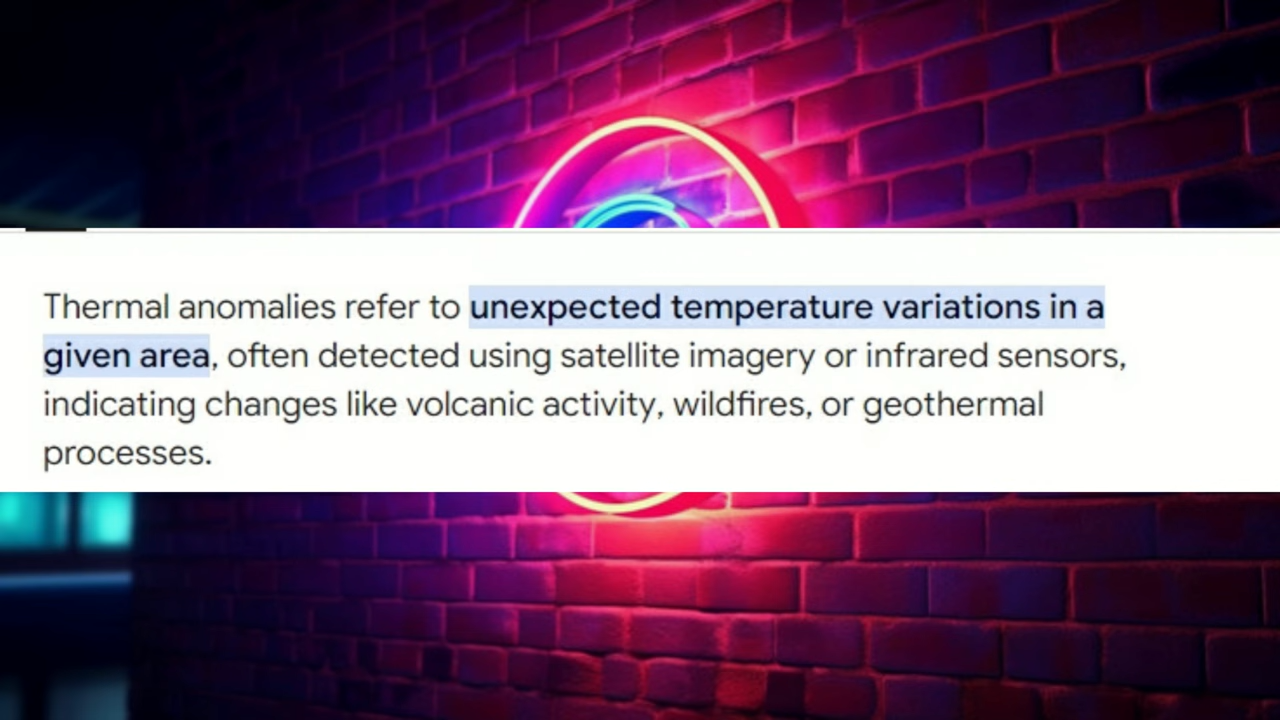 Thermal anomalies refer to unexpected temperature variations in a
given area, often detected using satellite imagery or infrared sensors,
indicating changes like volcanic activity, wildfires, or geothermal
processes.